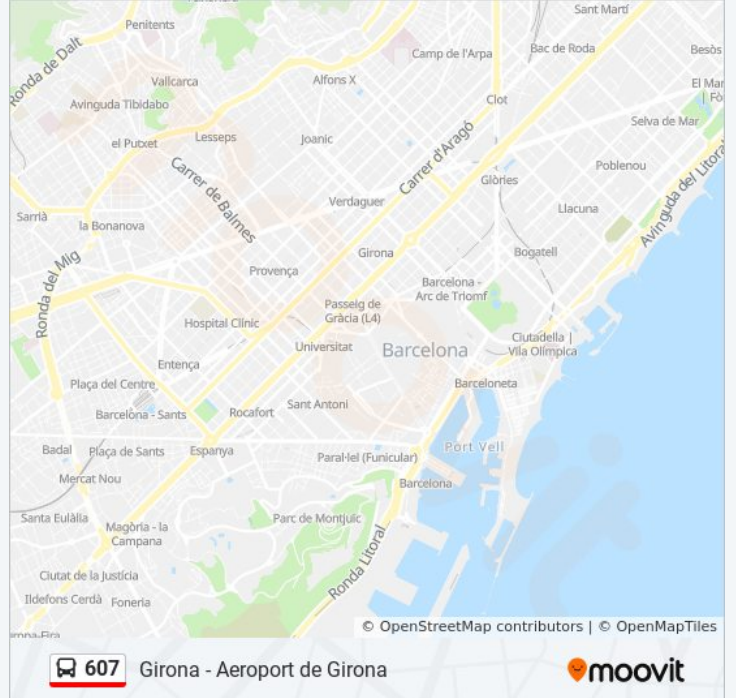 Sant Martí
Penitents
Ronda de Dalt
Camp de l'Arpa
Bac de Roda
Besòs
Vallcarca
Alfons X
El Mar
| Fò
Avinguda Tibidabo
Clot
Selva de Mar
el Putxet
Lesseps
Joanic
Carrer d'Aragó
Poblenou
Carrer de Balmes
Glòries
Avinguda del Litoral
Verdaguer
Llacuna
Sarrià
la Bonanova
Girona
Bogatell
Ronda del Mig
Provença
Barcelona -
Arc de Triomf
Passeig de
Gràcia (L4)
Hospital Clínic
Universitat
Barcelona
Ciutadella |
Vila Olímpica
Entença
Plaça del Centre
Barceloneta
Barcelona - Sants
Rocafort
Sant Antoni
Badal
Plaça de Sants
Espanya
Paral·lel (Funicular)
Port Vell
Mercat Nou
Barcelona
Santa Eulàlia
Magòria - la
Campana
Parc de Montjuïc
Ronda Litoral
Ciutat de la Justícia
Ildefons Cerdà
Foneria
© OpenStreetMap contributors | © OpenMapTiles
607
Girona - Aeroport de Girona
moovit